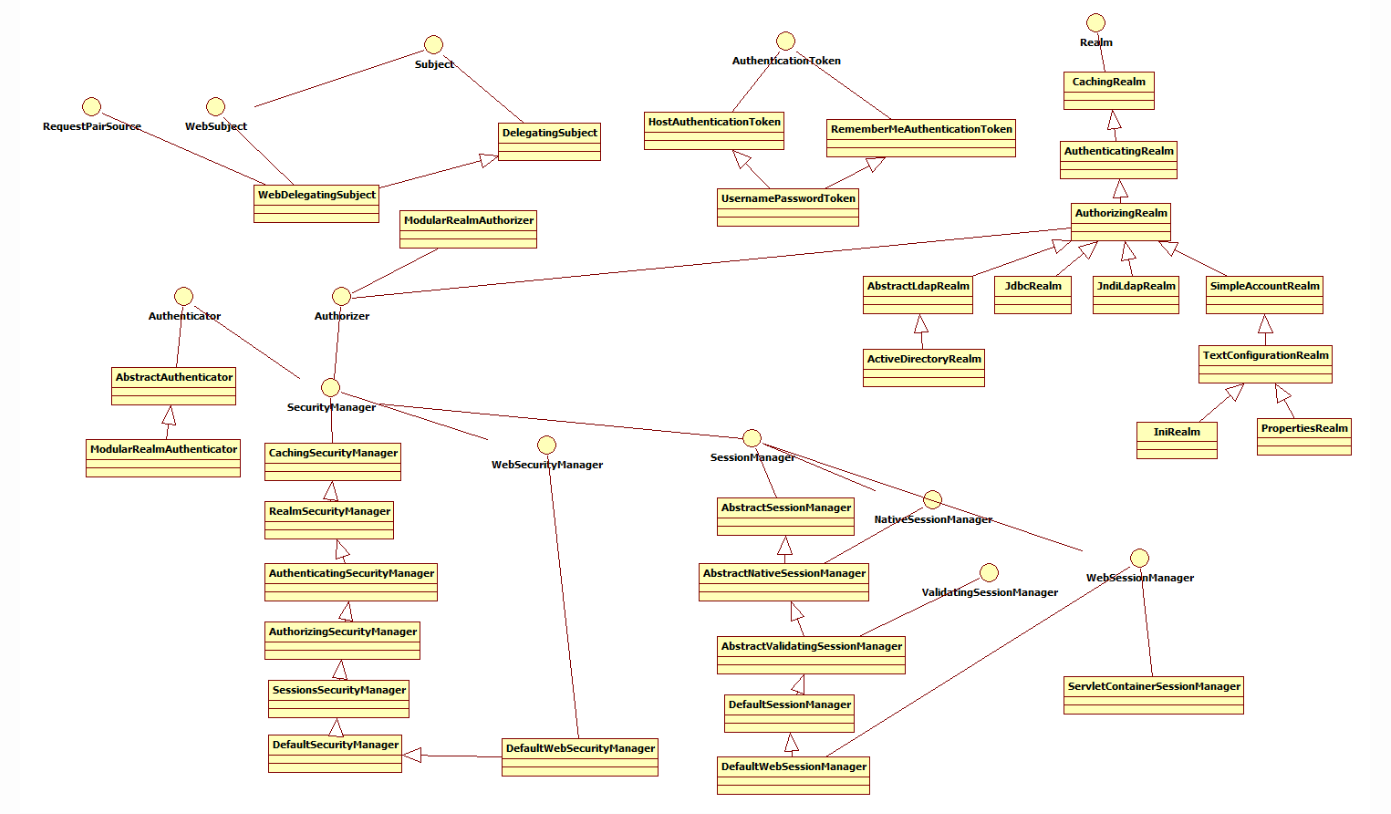 Realm
Subject
AuthenticationToken
CachingRealm
RequestPairSource
WebSubject
HostAuthenticationToken
RememberMeAuthenticationToken
DelegatingSubject
AuthenticatingRealm
WebDelegatingSubject
UsernamePasswordToken
AuthorizingRealm
ModularRealmAuthorizer
AbstractLdapRealm
JdbcRealm
JndiLdapRealm
SimpleAccountRealm
Authenticator
Authorizer
ActiveDirectoryRealm
TextConfigurationRealm
AbstractAuthenticator
SecurityManager
IniRealm
PropertiesRealm
ModularRealmAuthenticator
CachingSecurityManager
WebSecurityManager
SessionManager
RealmSecurityManager
AbstractSessionManager
NativeSessionManager
AuthenticatingSecurityManager
AbstractNativeSessionManager
WebSessionManager
ValidatingSessionManager
AuthorizingSecurityManager
AbstractValidatingSessionManager
SessionsSecurityManager
ServletContainerSessionManager
DefaultSessionManager
DefaultSecurityManager
DefaultWebSecurityManager
DefaultWebSessionManager